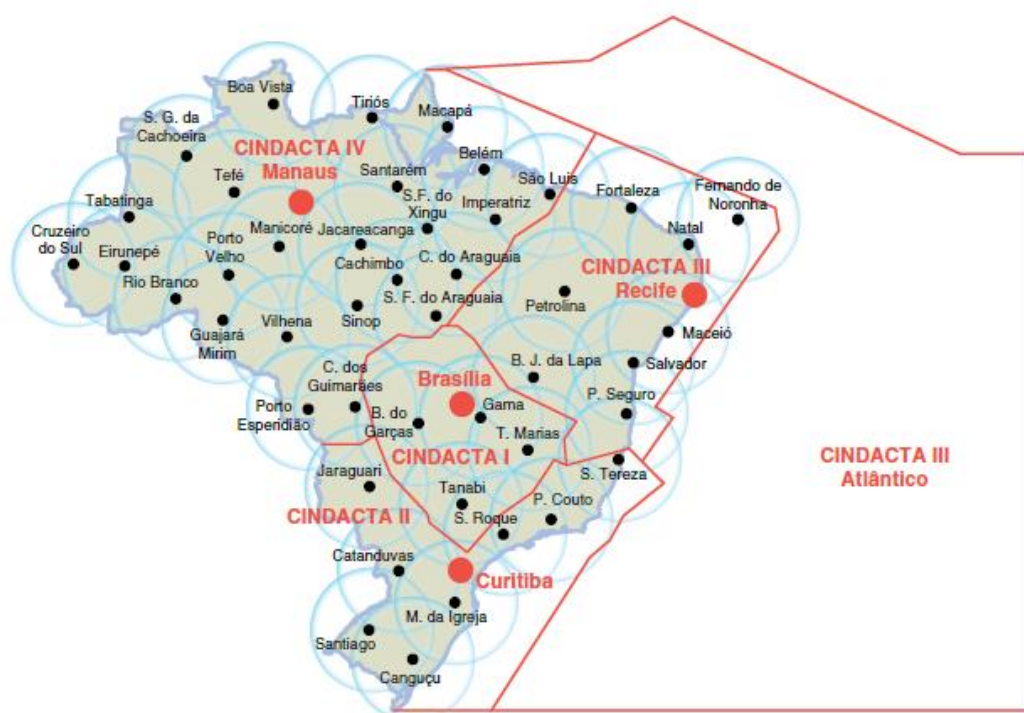 Boa Vista
Tiriós
Macapá
S. G. da
Cachoeira
CINDACTA IV
Manaus
Belém
Santarém
Tefé
São Luis
Fortaleza
Fernando de
Noronha
S.F. do
Xingu
Imperatriz
Tabatinga
Cruzeiro
do Sul
Eirunepé
Porto
Velho
Manicoré
Jacareacanga
Natal
Cachimbo
C. do Araguaia
CINDACTA III
Recife
Rio Branco
S. F. do Araguaia
Petrolina
Guajará
Mirim
Vilhena
Sinop
Maceió
C. dos
Guimarães
B. J. da Lapa
Salvador
Brasília
P. Seguro
Porto
Esperidião
B. do
Garças
Gama
T. Marias
CINDACTA I
CINDACTA III
Atlântico
Jaraguari
S. Tereza
Tanabi
P. Couto
CINDACTA II
S. Roque
Catanduvas
Curitiba
M. da Igreja
Santiago
Canguçu